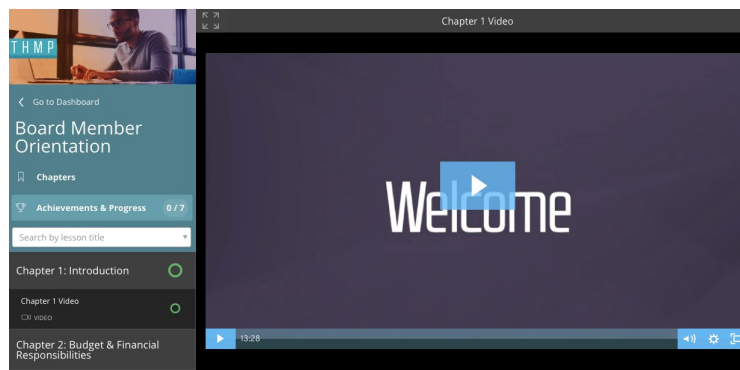 THMP
Go to Dashboard
Board Member
Orientation
Chapters
Achievements & Progress 0 / 7
Search by lesson title
Chapter 1: Introduction
Chapter 1 Video
VIDEO
Chapter 2: Budget & Financial
Responsibilities
Chapter 1 Video
Welcome
13:28